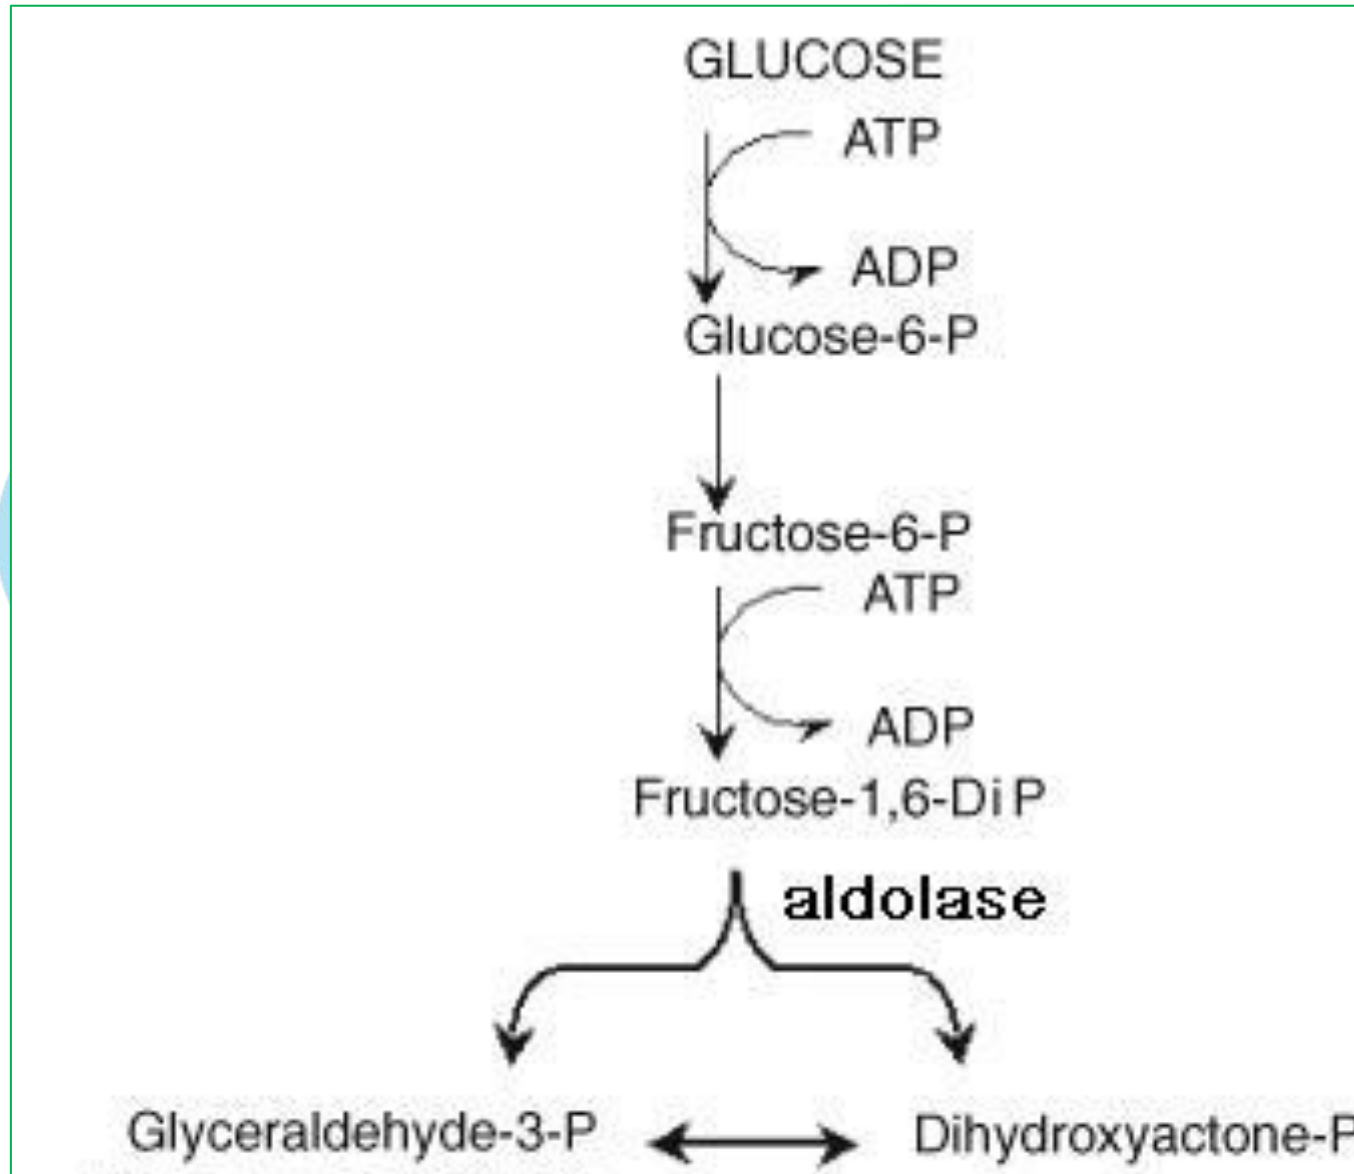 GLUCOSE
ATP
ADP
Glucose-6-P
Fructose-6-P
ATP
ADP
Fructose-1,6-Di P
aldolase
Glyceraldehyde-3-P
Dihydroxyactone-P